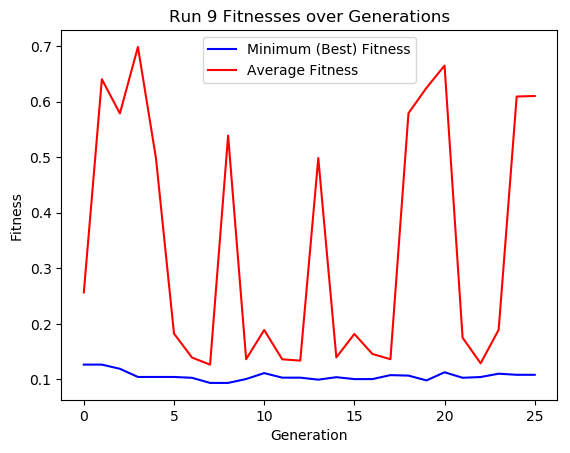 Run 9 Fitnesses over Generations
Minimum (Best) Fitness
Average Fitness
Fitness
0.7
0.6
0.5
0.4
0.3
0.2
0.1
0 5 10 15 20 25
Generation